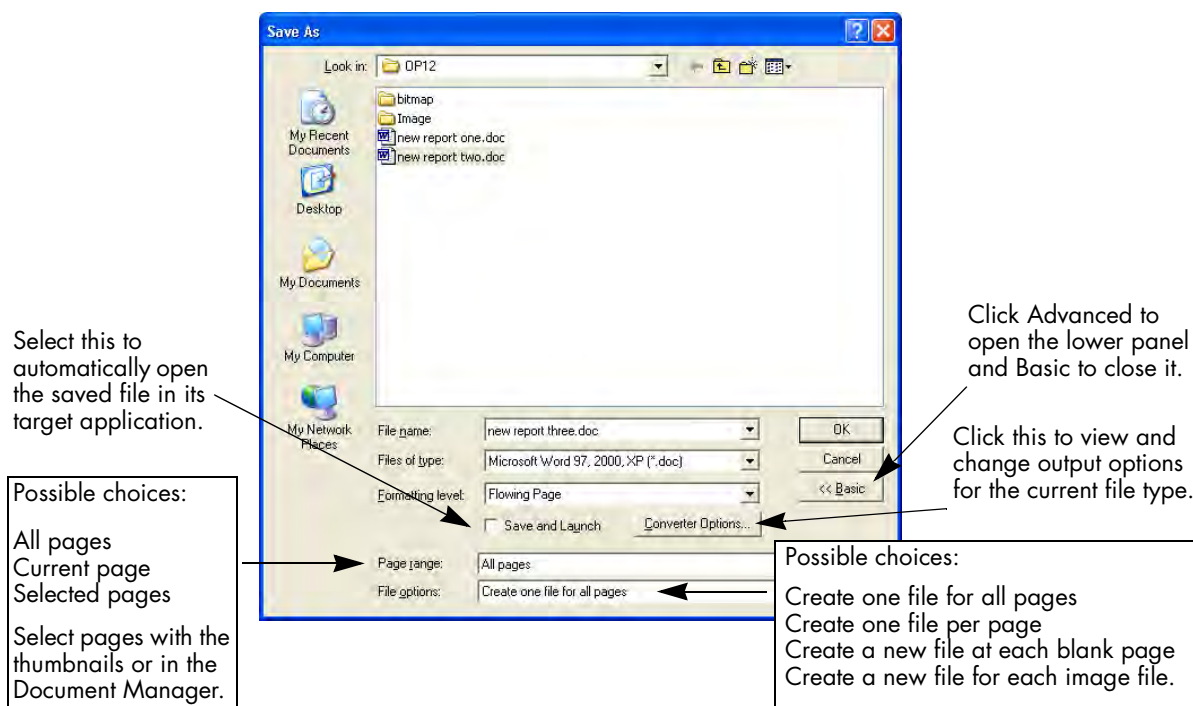 Save As
Look in: OP12
bitmap
Image
new report one.doc
new report two.doc
My Recent
Documents
Desktop
My Documents
My Computer
My Network
Places
File name: new report three.doc
OK
Files of type: Microsoft Word 97, 2000, XP (*.doc)
Cancel
Formatting level: Flowing Page
<< Basic
Save and Launch
Converter Options...
Page range: All pages
File options: Create one file for all pages
Select this to
automatically open
the saved file in its
target application.
Possible choices:
All pages
Current page
Selected pages
Select pages with the
thumbnails or in the
Document Manager.
Click Advanced to
open the lower panel
and Basic to close it.
Click this to view and
change output options
for the current file type.
Possible choices:
Create one file for all pages
Create one file per page
Create a new file at each blank page
Create a new file for each image file.